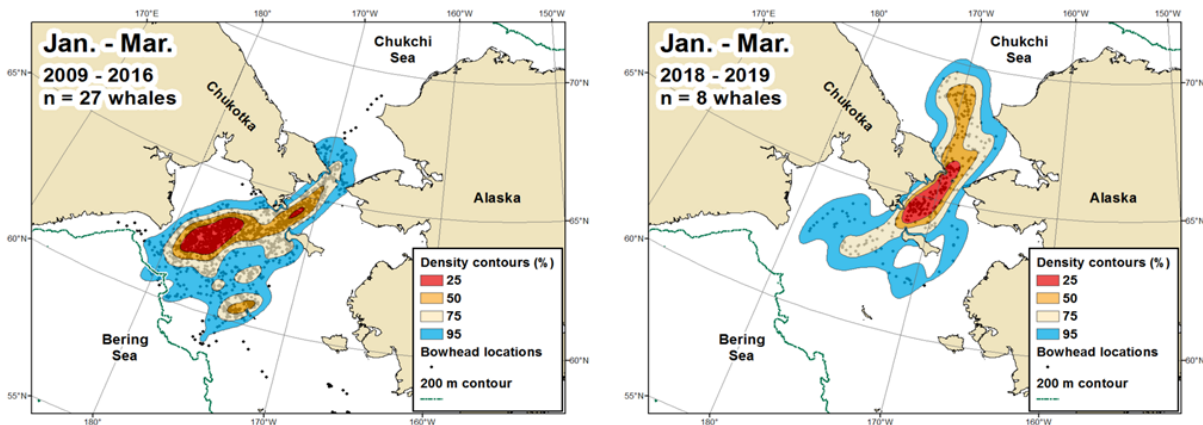 170°E
180°
170°W
160°W
150°W
Jan. - Mar.
2009 - 2016
n = 27 whales
Chukchi
Sea
Chukotka
Alaska
Bering
Sea
65°N
60°N
55°N
70°N
65°N
60°N
Density contours (%)
25
50
75
95
Bowhead locations
200 m contour
180°
170°W
160°W
170°E
180°
170°W
160°W
150°W
Jan. - Mar.
2018 - 2019
n = 8 whales
Chukchi
Sea
Chukotka
Alaska
Bering
Sea
65°N
60°N
55°N
70°N
65°N
60°N
Density contours (%)
25
50
75
95
Bowhead locations
200 m contour
180°
170°W
160°W